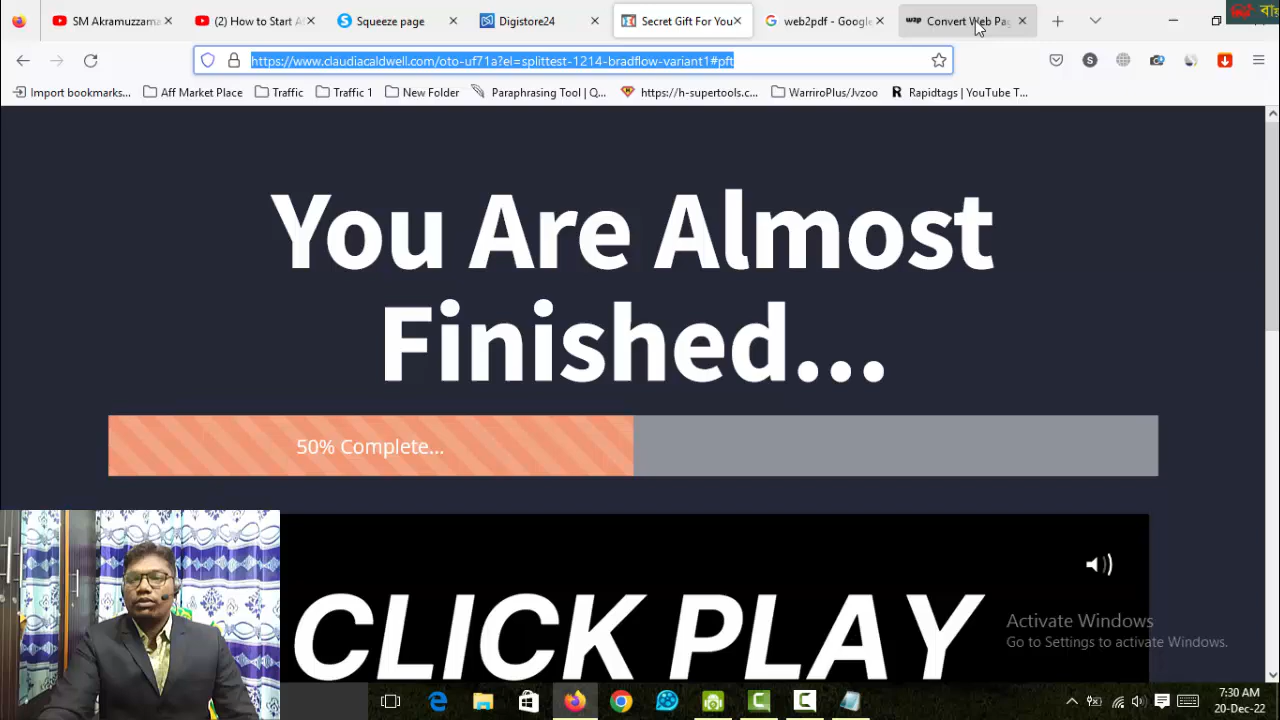 SM Akramuzzama
(2) How to Start Af
Squeeze page
Digistore24
Secret Gift For You
web2pdf - Google
Convert Web Pag
https://www.claudiacaldwell.com/oto-uf71a?el=splittest-1214-bradflow-variant1#pft
Import bookmarks...
Aff Market Place
Traffic
Traffic 1
New Folder
Paraphrasing Tool | Q...
https://h-supertools.c...
WarriroPlus/Jvzoo
Rapidtags | YouTube T...
You Are Almost
Finished...
50% Complete...
CLICK PLAY
Activate Windows
Go to Settings to activate Windows.
7:30 AM
20-Dec-22